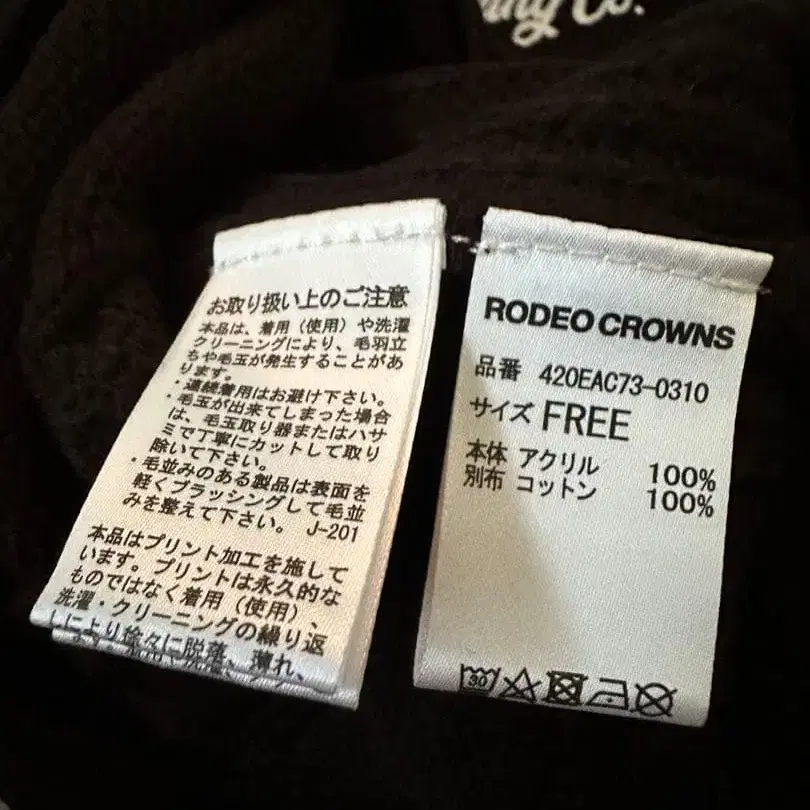 ing Co.
お取り扱い上のご注意
本品は、着用（使用）や洗濯
クリーニングにより、毛羽立
ちや毛玉が発生することがあ
ります。
・連続着用はお避け下さい。
・毛玉が出来てしまった場合
は、毛玉取り器またはハサ
ミで丁寧にカットして取り
除いて下さい。
・毛並みのある製品は表面を
軽くブラッシングして毛並
みを整えて下さい。 J-201
本品はプリント加工を施して
います。プリントは永久的な
ものではなく着用（使用）、
洗濯・クリーニングの繰り返
しにより徐々に脱落、薄れ、
RODEO CROWNS
品番 420EAC73-0310
サイズ FREE
本体 アクリル 100%
別布 コットン 100%
30